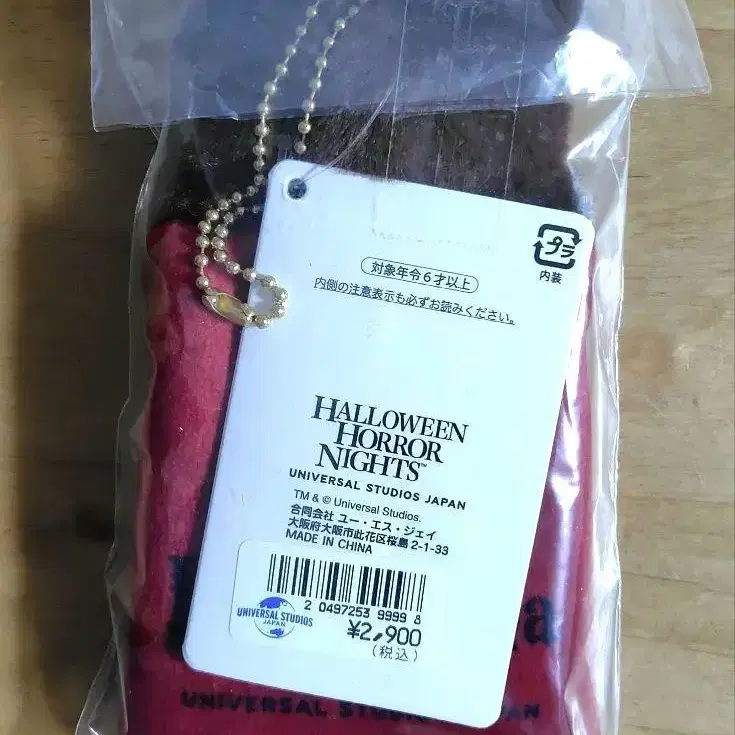 プラ
内装
対象年令6才以上
内側の注意表示も必ずお読みください。
HALLOWEEN
HORROR
NIGHTS™
UNIVERSAL STUDIOS JAPAN
TM & © Universal Studios.
合同会社 ユー・エス・ジェイ
大阪府大阪市此花区桜島2-1-33
MADE IN CHINA
2 0497253 9999 8
UNIVERSAL STUDIOS
JAPAN
¥2,900
(税込)
a
UNIVERSAL STUD AN